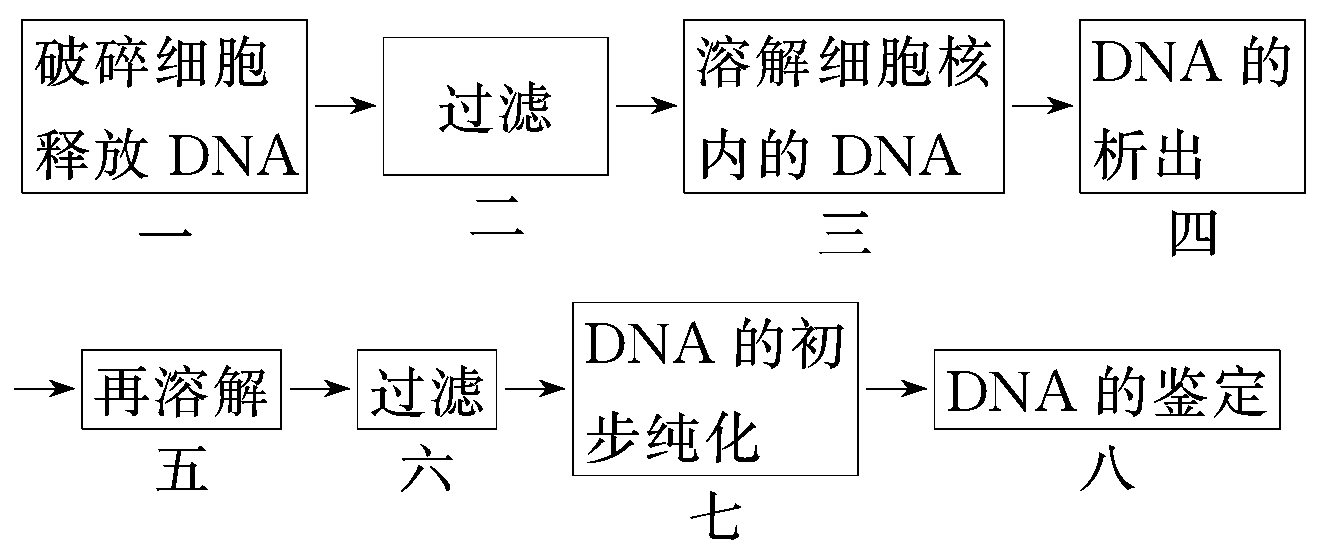 破碎细胞
释放 DNA
一
过滤
二
溶解细胞核
内的 DNA
三
DNA 的
析出
四
再溶解
五
过滤
六
DNA 的初
步纯化
七
DNA 的鉴定
八